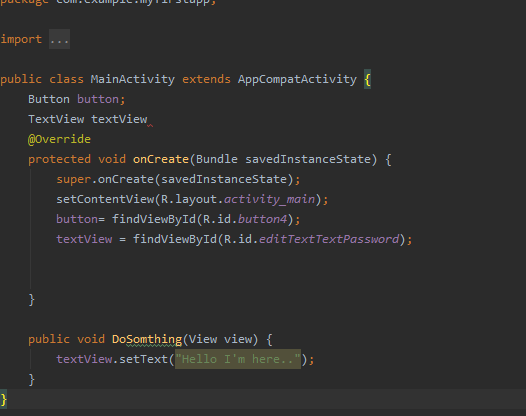 package com.example.myfirstapp;
import ...
public class MainActivity extends AppCompatActivity {
Button button;
TextView textView
@Override
protected void onCreate(Bundle savedInstanceState) {
super.onCreate(savedInstanceState);
setContentView(R.layout.activity_main);
button= findViewById(R.id.button4);
textView = findViewById(R.id.editTextTextPassword);
}
public void DoSomthing(View view) {
textView.setText("Hello I'm here..");
}
}